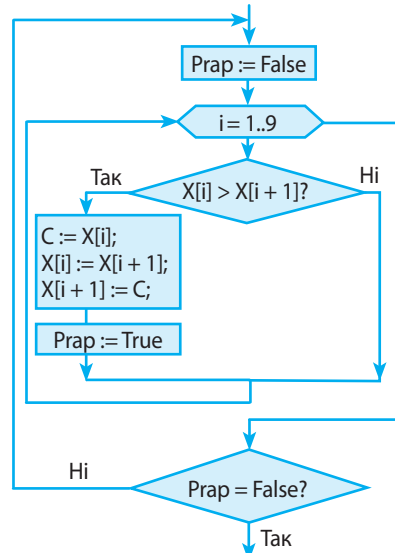 Prap := False
i = 1..9
Так
Ні
X[i] > X[i + 1]?
C := X[i];
X[i] := X[i + 1];
X[i + 1] := C;
Prap := True
Ні
Prap = False?
Так